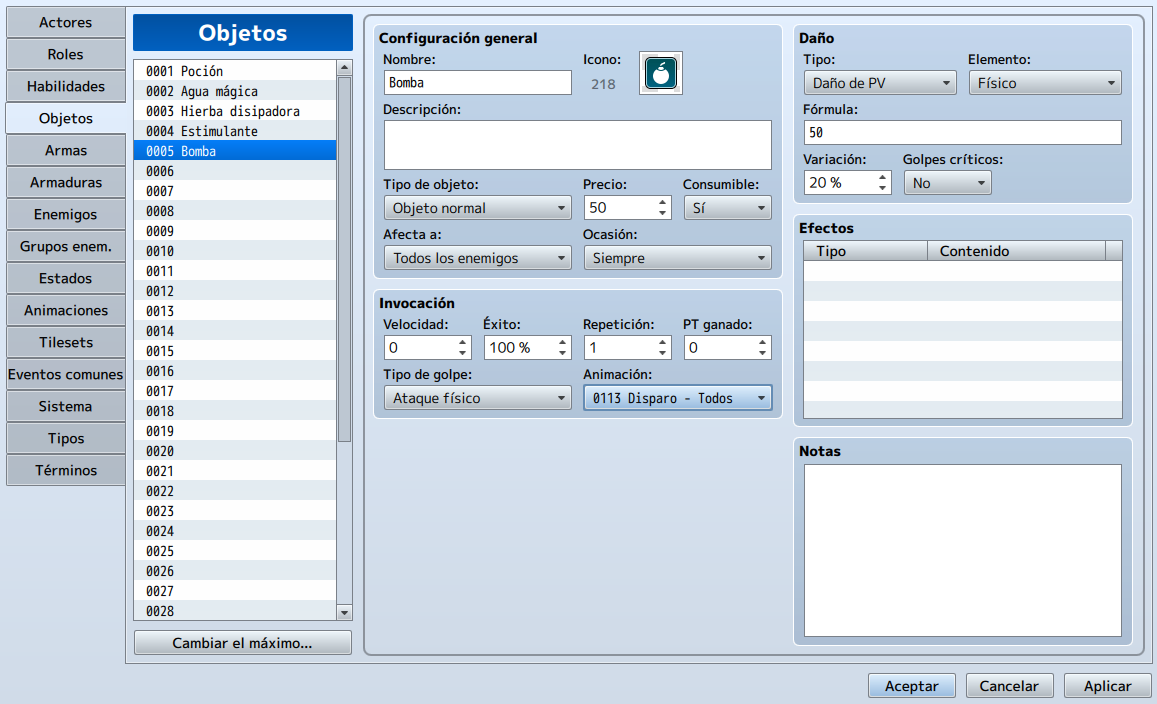 Actores
Roles
Habilidades
Objetos
Armas
Armaduras
Enemigos
Grupos enem.
Estados
Animaciones
Tilesets
Eventos comunes
Sistema
Tipos
Términos
Objetos
0001 Poción
0002 Agua mágica
0003 Hierba disipadora
0004 Estimulante
0005 Bomba
0006
0007
0008
0009
0010
0011
0012
0013
0014
0015
0016
0017
0018
0019
0020
0021
0022
0023
0024
0025
0026
0027
0028
Cambiar el máximo...
Configuración general
Nombre: Icono:
Bomba 218
Descripción:
Tipo de objeto: Precio: Consumible:
Objeto normal 50 Sí
Afecta a: Ocasión:
Todos los enemigos Siempre
Invocación
Velocidad: Éxito: Repetición: PT ganado:
0 100 % 1 0
Tipo de golpe: Animación:
Ataque físico 0113 Disparo - Todos
Daño
Tipo: Elemento:
Daño de PV Físico
Fórmula:
50
Variación: Golpes críticos:
20 % No
Efectos
Tipo Contenido
Notas
Aceptar Cancelar Aplicar